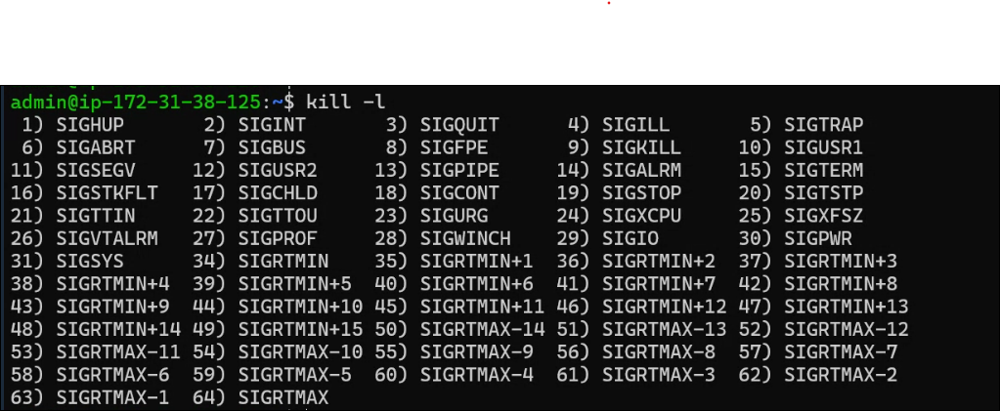 admin@ip-172-31-38-125:~$ kill -l
 1) SIGHUP       2) SIGINT       3) SIGQUIT      4) SIGILL       5) SIGTRAP
 6) SIGABRT      7) SIGBUS       8) SIGFPE       9) SIGKILL     10) SIGUSR1
11) SIGSEGV     12) SIGUSR2     13) SIGPIPE     14) SIGALRM     15) SIGTERM
16) SIGSTKFLT   17) SIGCHLD     18) SIGCONT     19) SIGSTOP     20) SIGTSTP
21) SIGTTIN     22) SIGTTOU     23) SIGURG      24) SIGXCPU     25) SIGXFSZ
26) SIGVTALRM   27) SIGPROF     28) SIGWINCH    29) SIGIO       30) SIGPWR
31) SIGSYS      34) SIGRTMIN    35) SIGRTMIN+1  36) SIGRTMIN+2  37) SIGRTMIN+3
38) SIGRTMIN+4  39) SIGRTMIN+5  40) SIGRTMIN+6  41) SIGRTMIN+7  42) SIGRTMIN+8
43) SIGRTMIN+9  44) SIGRTMIN+10 45) SIGRTMIN+11 46) SIGRTMIN+12 47) SIGRTMIN+13
48) SIGRTMIN+14 49) SIGRTMIN+15 50) SIGRTMAX-14 51) SIGRTMAX-13 52) SIGRTMAX-12
53) SIGRTMAX-11 54) SIGRTMAX-10 55) SIGRTMAX-9  56) SIGRTMAX-8  57) SIGRTMAX-7
58) SIGRTMAX-6  59) SIGRTMAX-5  60) SIGRTMAX-4  61) SIGRTMAX-3  62) SIGRTMAX-2
63) SIGRTMAX-1  64) SIGRTMAX